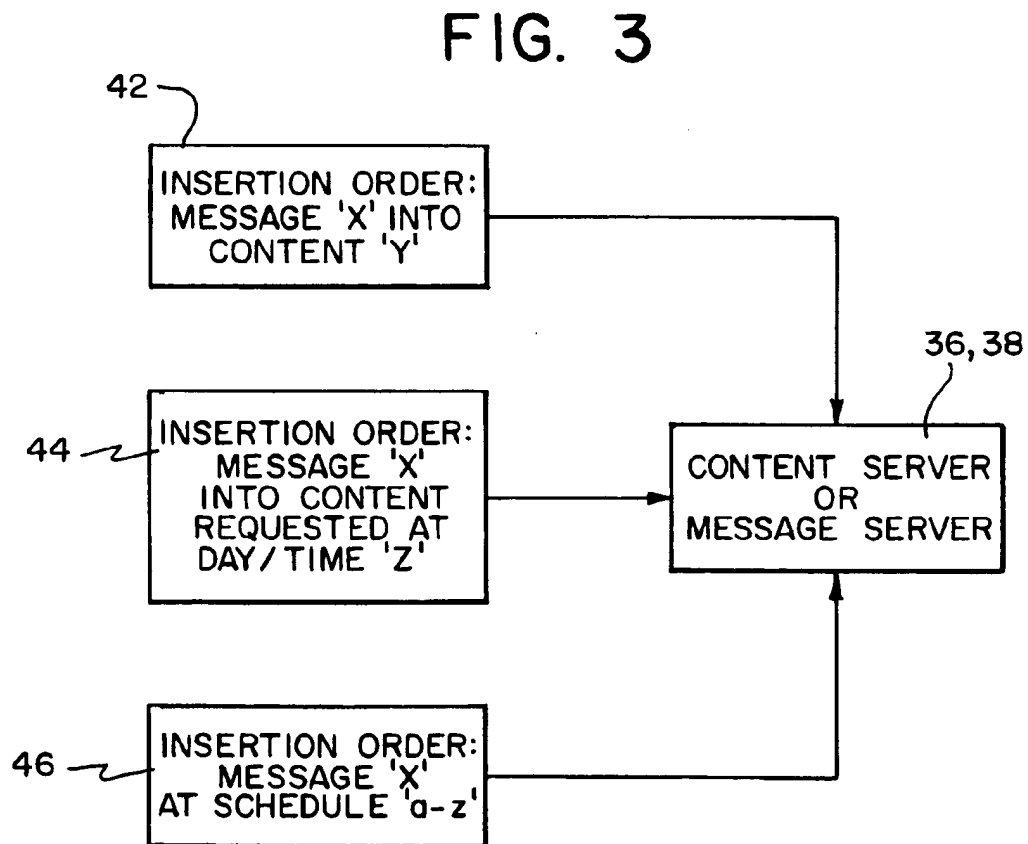 FIG. 3
42
INSERTION ORDER:
MESSAGE 'X' INTO
CONTENT 'Y'
44
INSERTION ORDER:
MESSAGE 'X'
INTO CONTENT
REQUESTED AT
DAY/TIME 'Z'
36, 38
CONTENT SERVER
OR
MESSAGE SERVER
46
INSERTION ORDER:
MESSAGE 'X'
AT SCHEDULE 'a-z'